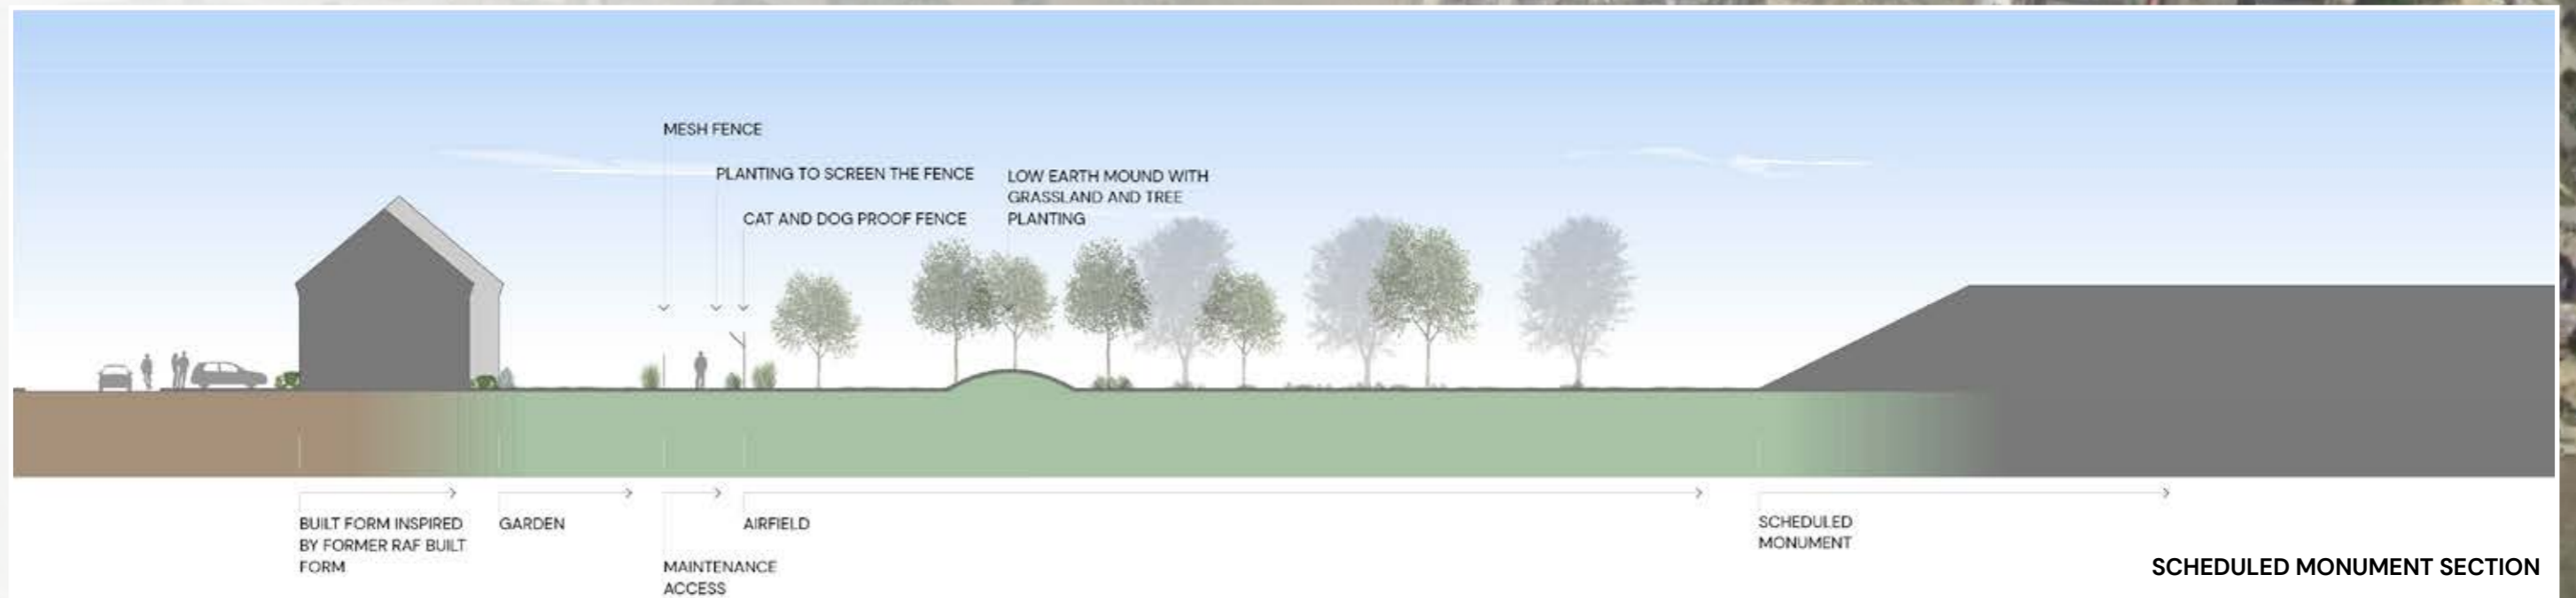 MESH FENCE
PLANTING TO SCREEN THE FENCE
CAT AND DOG PROOF FENCE
LOW EARTH MOUND WITH
GRASSLAND AND TREE
PLANTING
BUILT FORM INSPIRED
BY FORMER RAF BUILT
FORM
GARDEN
MAINTENANCE
ACCESS
AIRFIELD
SCHEDULED
MONUMENT
SCHEDULED MONUMENT SECTION